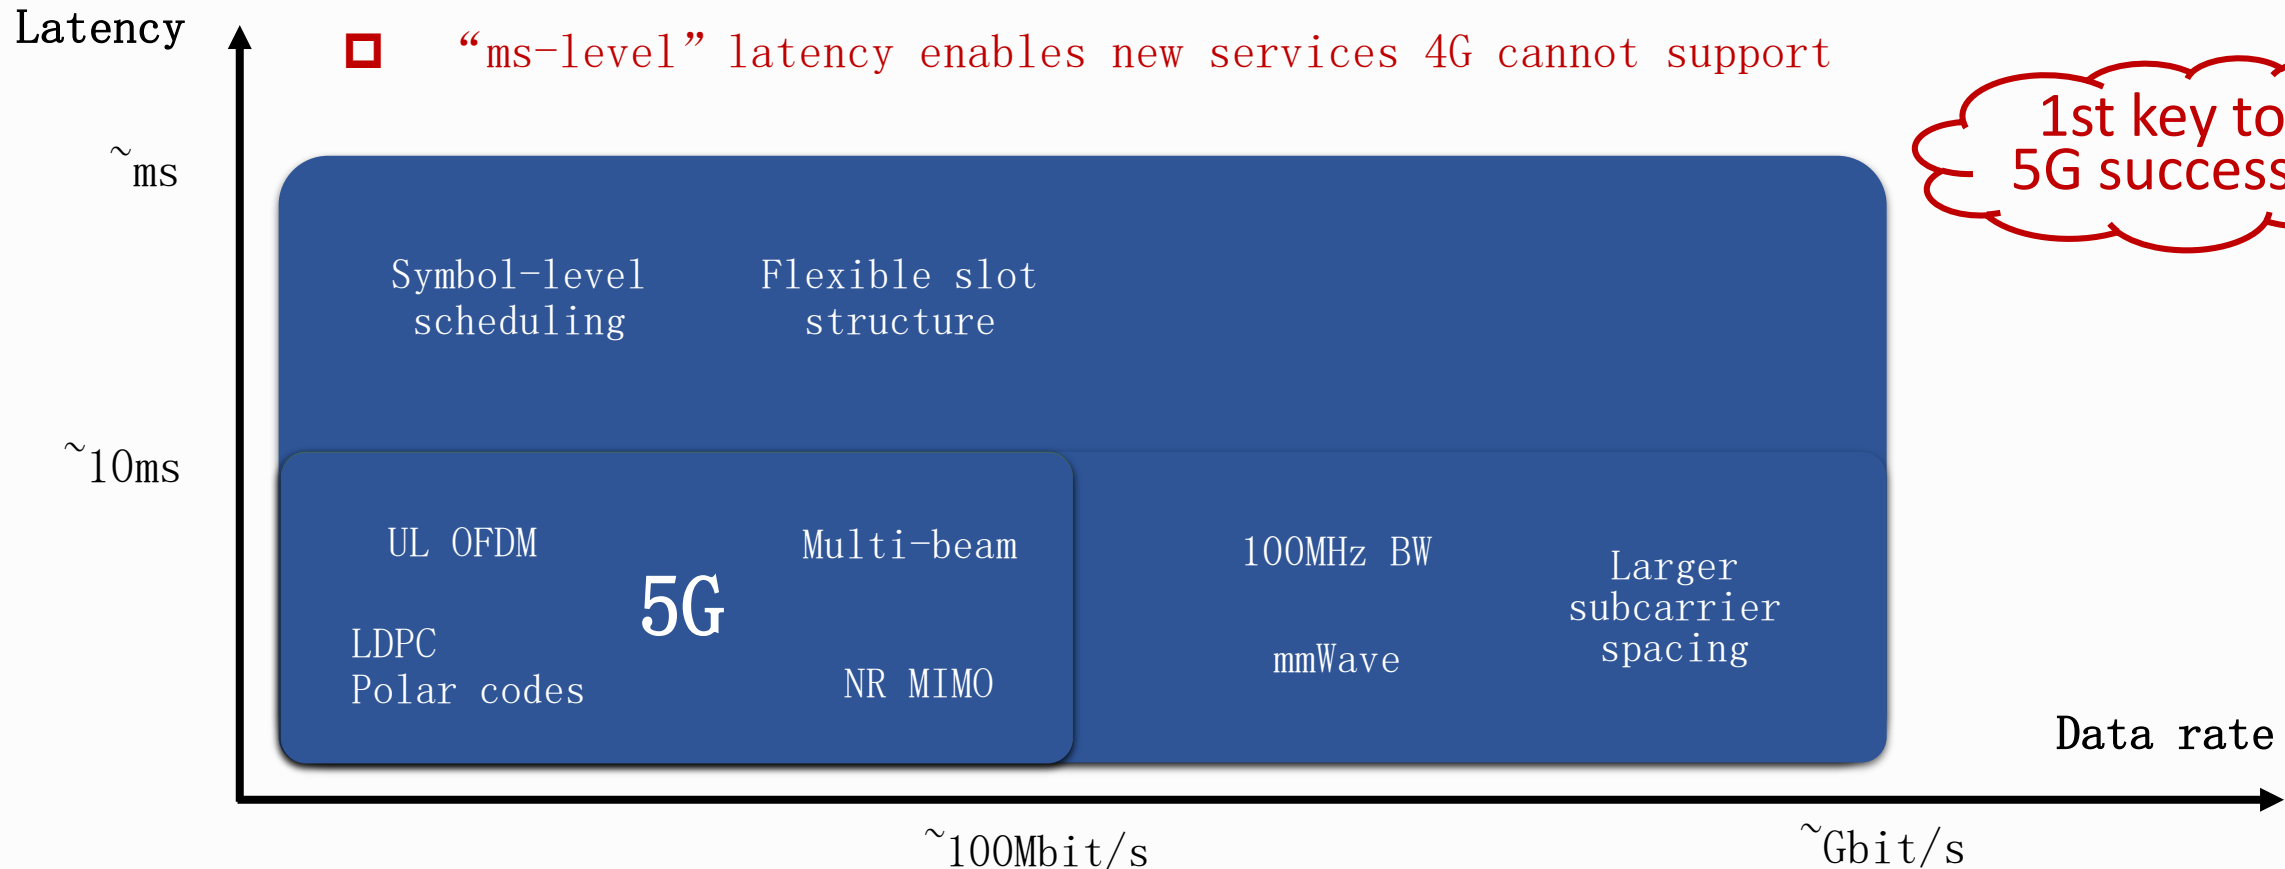 Latency
“ms-level” latency enables new services 4G cannot support
1st key to
5G success
~ms
Symbol-level
scheduling
Flexible slot
structure
~10ms
UL OFDM
Multi-beam
5G
LDPC
Polar codes
NR MIMO
100MHz BW
mmWave
Larger
subcarrier
spacing
Data rate
~100Mbit/s
~Gbit/s